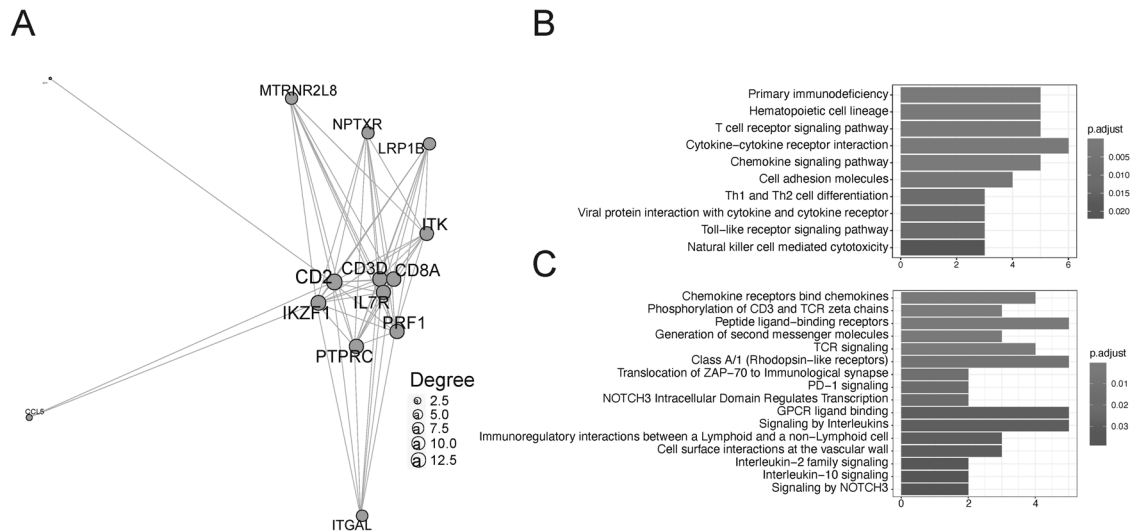 A
MTRNR2L8
NPTXR
LRP1B
ITK
CD2
CD3D
CD8A
IKZF1
IL7R
PRF1
PTPRC
CCL5
ITGAL
Degree
a 2.5
a 5.0
a 7.5
a 10.0
a 12.5
B
Primary immunodeficiency
Hematopoietic cell lineage
T cell receptor signaling pathway
Cytokine−cytokine receptor interaction
Chemokine signaling pathway
Cell adhesion molecules
Th1 and Th2 cell differentiation
Viral protein interaction with cytokine and cytokine receptor
Toll−like receptor signaling pathway
Natural killer cell mediated cytotoxicity
0 2 4 6
p.adjust
0.005
0.010
0.015
0.020
C
Chemokine receptors bind chemokines
Phosphorylation of CD3 and TCR zeta chains
Peptide ligand−binding receptors
Generation of second messenger molecules
TCR signaling
Class A/1 (Rhodopsin−like receptors)
Translocation of ZAP−70 to Immunological synapse
PD−1 signaling
NOTCH3 Intracellular Domain Regulates Transcription
GPCR ligand binding
Signaling by Interleukins
Immunoregulatory interactions between a Lymphoid and a non−Lymphoid cell
Cell surface interactions at the vascular wall
Interleukin−2 family signaling
Interleukin−10 signaling
Signaling by NOTCH3
0 2 4
p.adjust
0.01
0.02
0.03